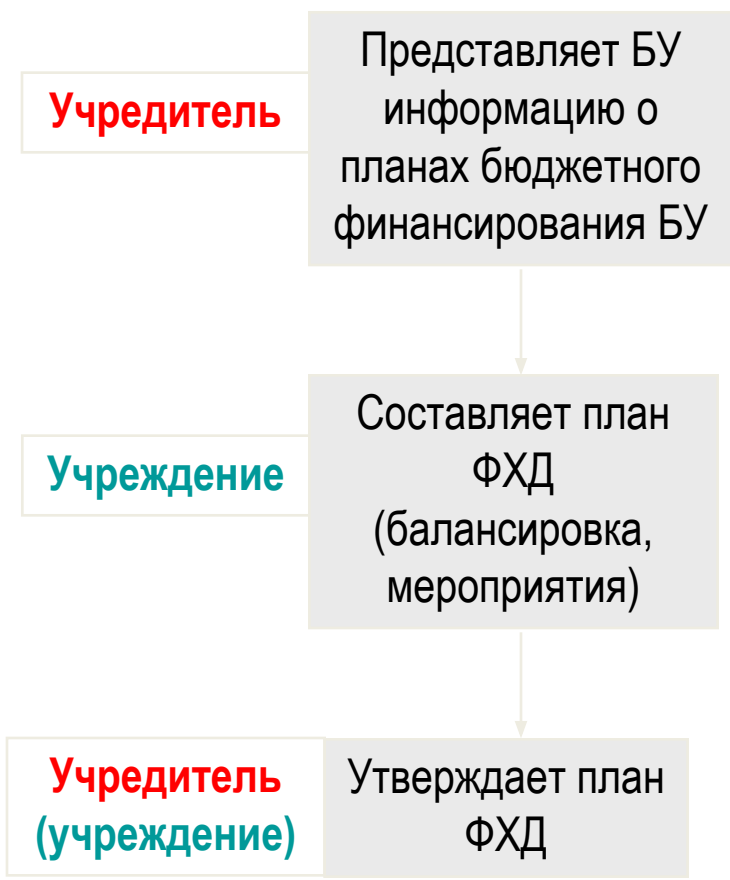 Учредитель
Представляет БУ
информацию о
планах бюджетного
финансирования БУ
Учреждение
Составляет план
ФХД
(балансировка,
мероприятия)
Учредитель
(учреждение)
Утверждает план
ФХД